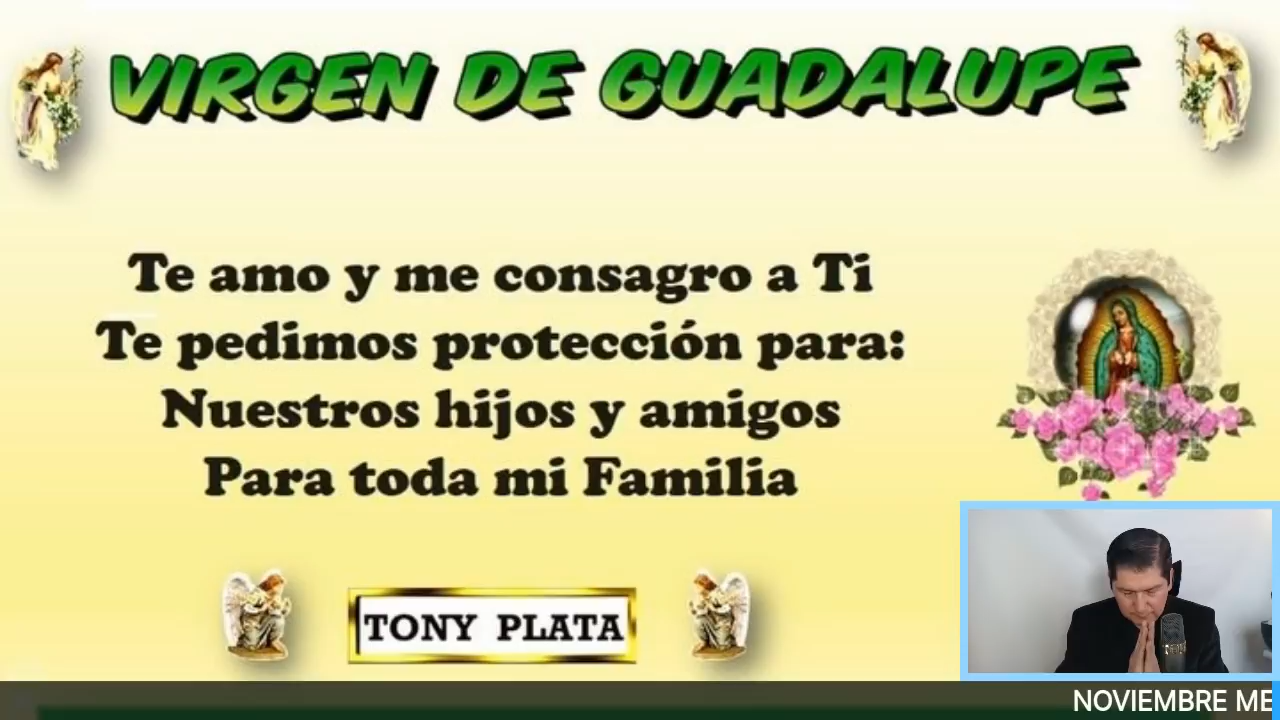 VIRGEN DE GUADALUPE
Te amo y me consagro a Ti
Te pedimos protección para:
Nuestros hijos y amigos
Para toda mi Familia
TONY PLATA
NOVIEMBRE ME